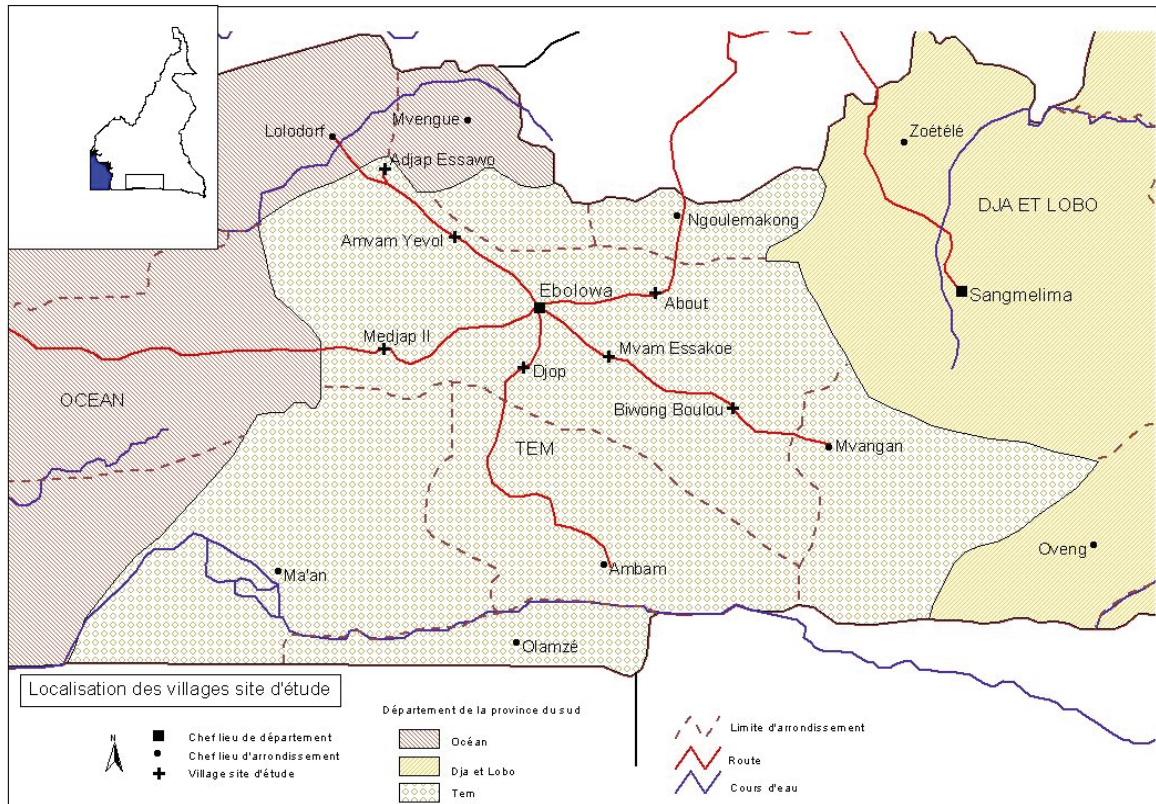 Lolodorf
Mvengue
Zoétélé
Adjap Essawo
DJA ET LOBO
Ngoulemakong
Amvam Yevol
Ebolowa
About
Sangmelima
Medjap II
Mvam Essakoe
Djop
OCEAN
Biwong Boulou
TEM
Mvangan
Oveng
Ma'an
Ambam
Olamzé
Localisation des villages site d'étude
N
Chef lieu de département
Chef lieu d'arrondissement
Village site d'étude
Département de la province du sud
Océan
Dja et Lobo
Tem
Limite d'arrondissement
Route
Cours d'eau